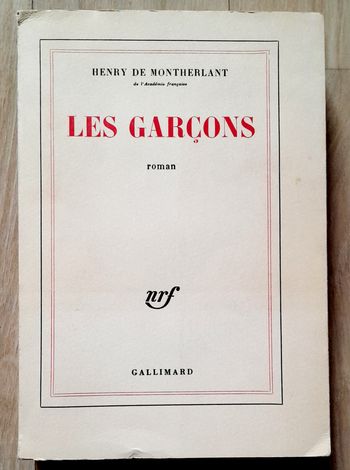 HENRY DE MONTHERLANT
de l'Académie française
LES GARÇONS
roman
nrf
GALLIMARD